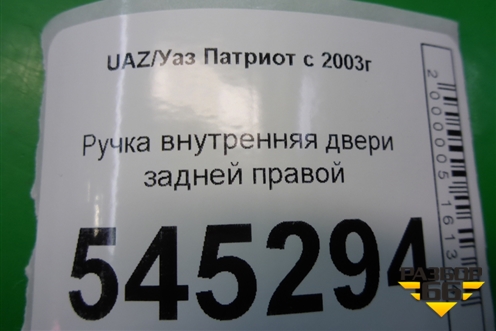 UAZ/Уаз Патриот с 2003г
Ручка внутренняя двери
задней правой
545294
РАЗБОР
66